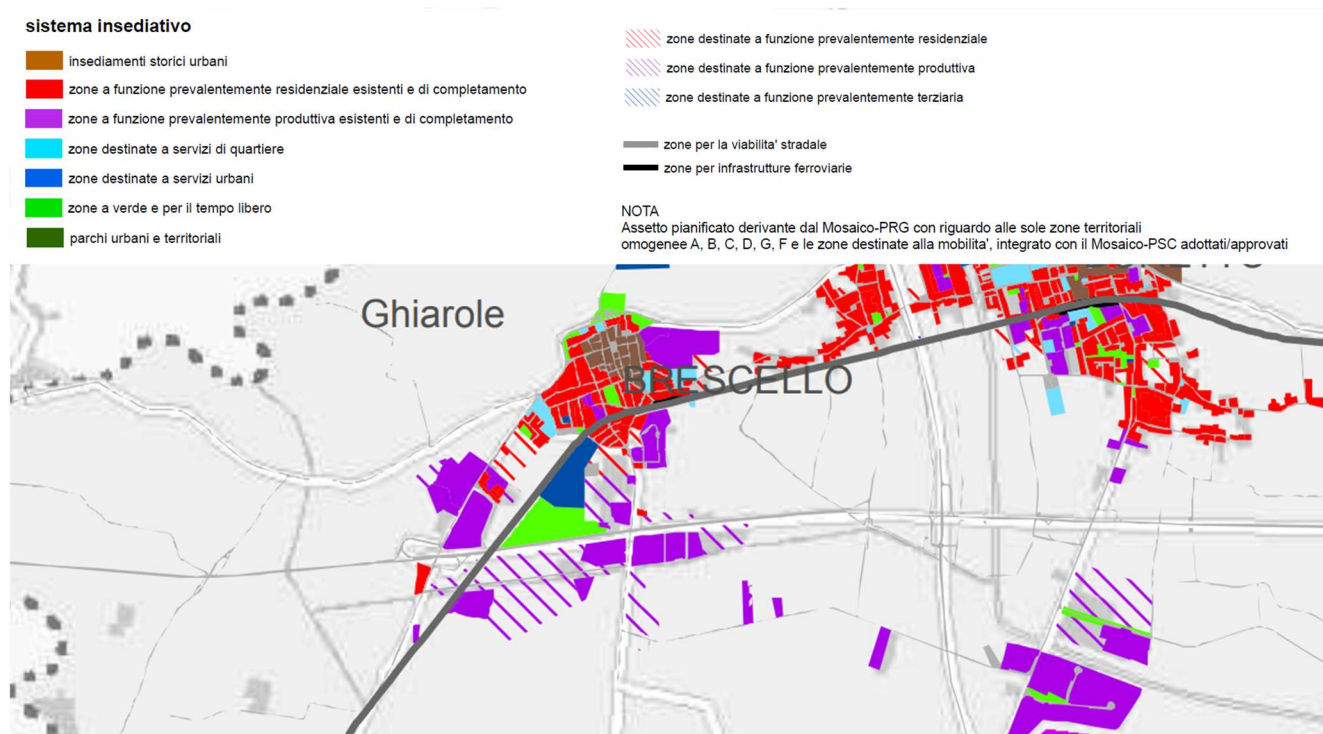 sistema insediativo
insediamenti storici urbani
zone a funzione prevalentemente residenziale esistenti e di completamento
zone a funzione prevalentemente produttiva esistenti e di completamento
zone destinate a servizi di quartiere
zone destinate a servizi urbani
zone a verde e per il tempo libero
parchi urbani e territoriali
zone destinate a funzione prevalentemente residenziale
zone destinate a funzione prevalentemente produttiva
zone destinate a funzione prevalentemente terziaria
zone per la viabilita' stradale
zone per infrastrutture ferroviarie
NOTA
Assetto pianificato derivante dal Mosaico-PRG con riguardo alle sole zone territoriali
omogenee A, B, C, D, G, F e le zone destinate alla mobilita', integrato con il Mosaico-PSC adottati/approvati
Ghiarole
BRESCELLO